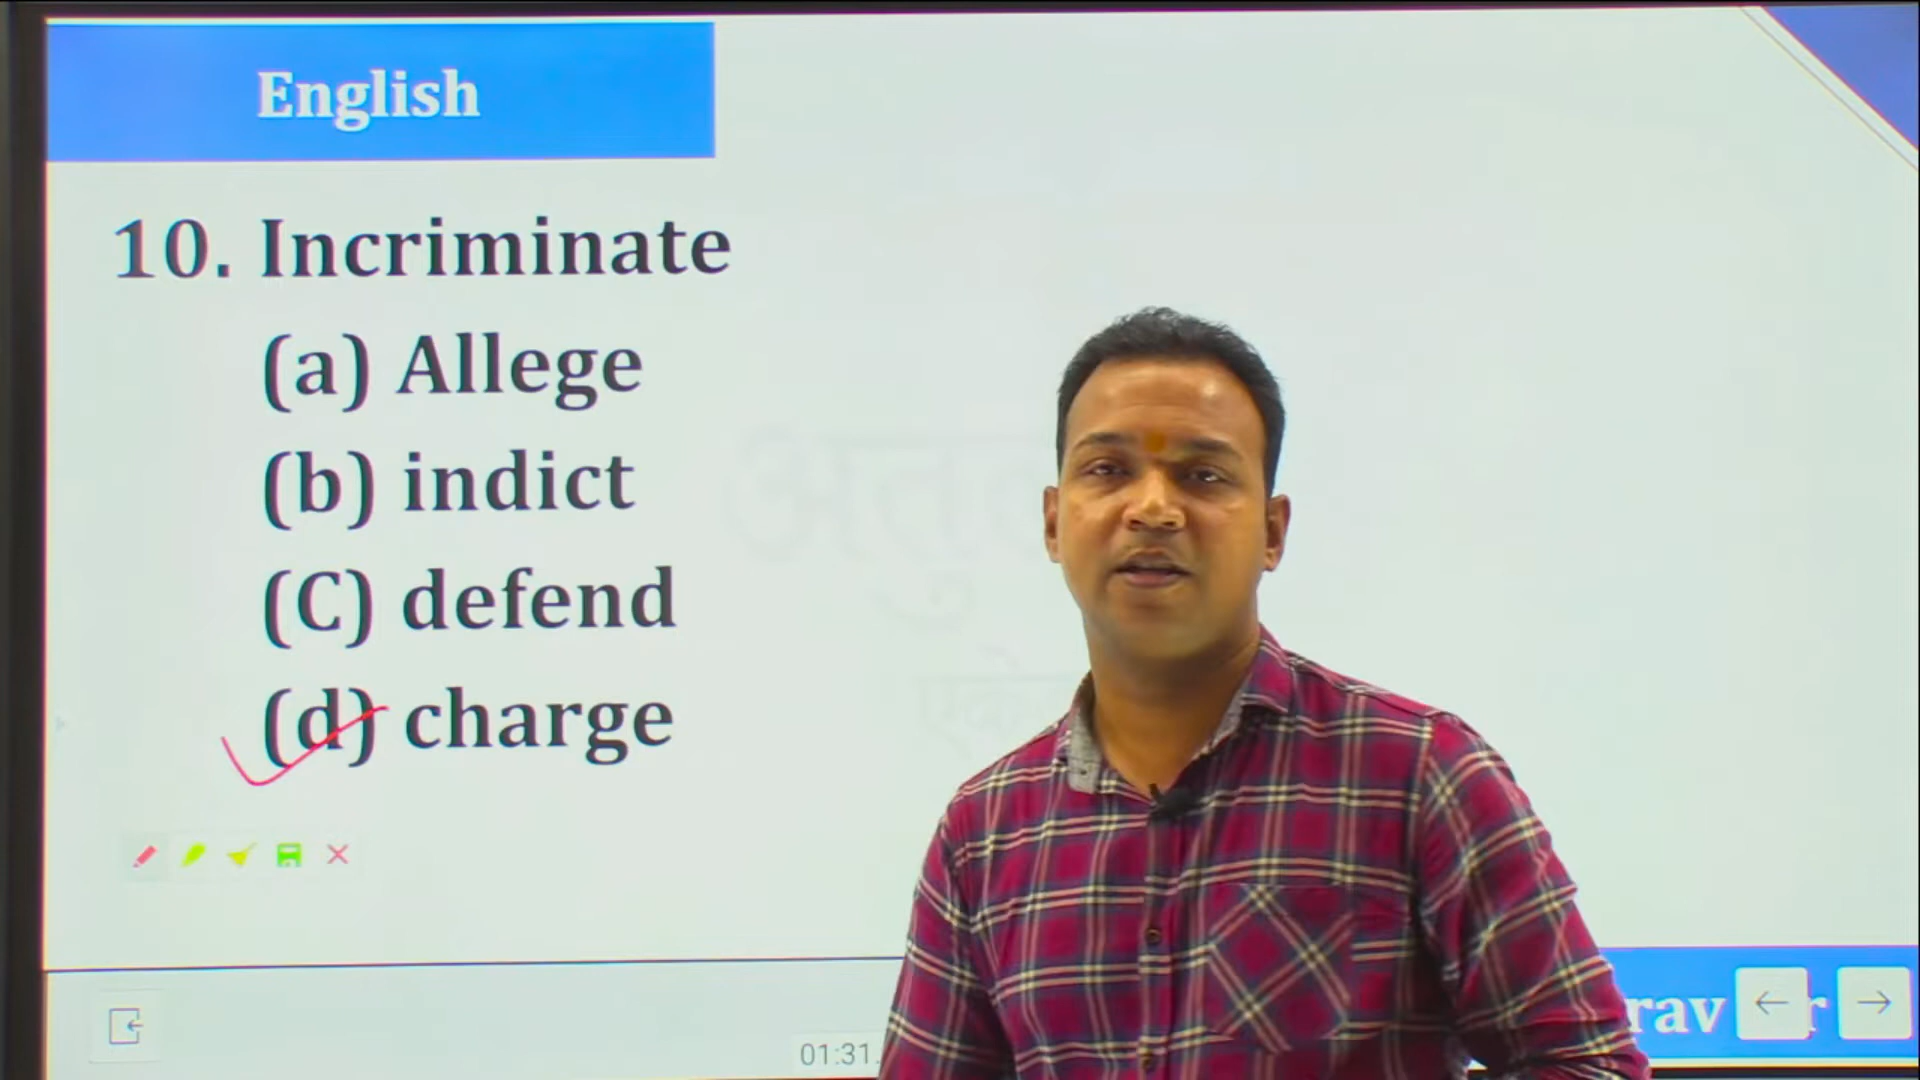 English
10. Incriminate
(a) Allege
(b) indict
(C) defend
(d) charge
01:31